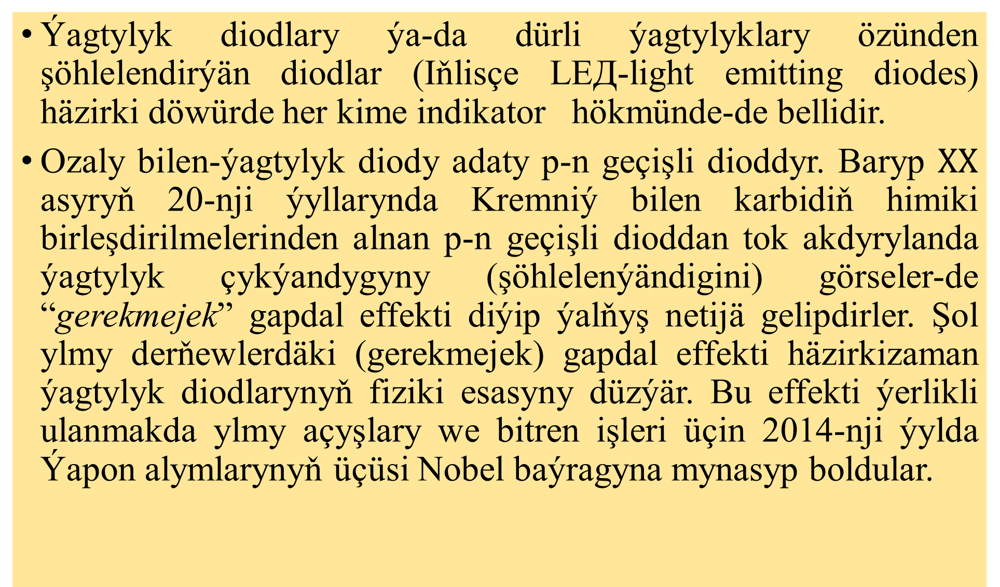 • Ýagtylyk diodlary ýa-da dürli ýagtylyklary özünden
şöhlelendirýän diodlar (Iňlisçe LEД-light emitting diodes)
häzirki döwürde her kime indikator hökmünde-de bellidir.
• Ozaly bilen-ýagtylyk diody adaty p-n geçişli dioddyr. Baryp XX
asyryň 20-nji ýyllarynda Kremniý bilen karbidiň himiki
birleşdirilmelerinden alnan p-n geçişli dioddan tok akdyrylanda
ýagtylyk çykýandygyny (şöhlelenýändigini) görseler-de
“gerekmejek” gapdal effekti diýip ýalňyş netijä gelipdirler. Şol
ylmy derňewlerdäki (gerekmejek) gapdal effekti häzirkizaman
ýagtylyk diodlarynyň fiziki esasyny düzýär. Bu effekti ýerlikli
ulanmakda ylmy açyşlary we bitren işleri üçin 2014-nji ýylda
Ýapon alymlarynyň üçüsi Nobel baýragyna mynasyp boldular.